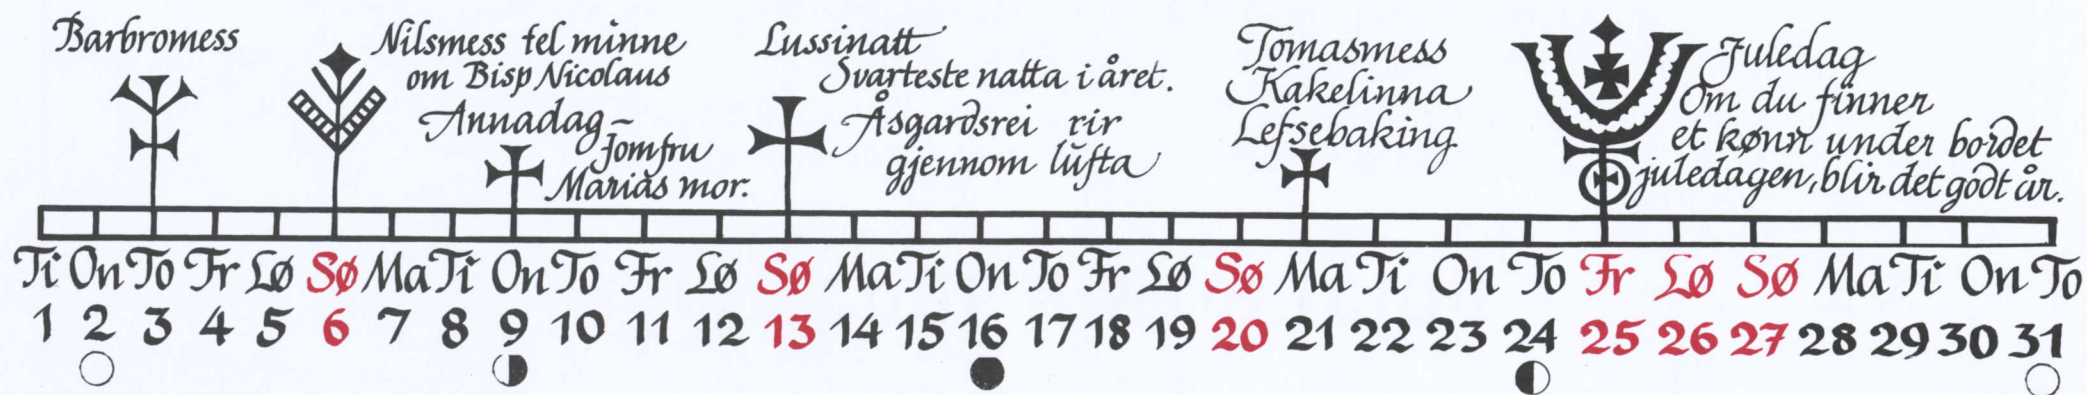 Barbromess
Nilsmess tel minne
om Bisp Nicolaus
Annadag –
Jomfru
Marias mor.
Lussinatt
Svarteste natta i året.
Åsgardsrei rir
gjennom lufta
Tomasmess
Kakelinna
Lefsebaking
Juledag
Om du finner
et kønn under bordet
juledagen, blir det godt år.
Ti On To Fr Lø Sø Ma Ti On To Fr Lø Sø Ma Ti On To Fr Lø Sø Ma Ti On To Fr Lø Sø Ma Ti On To
1 2 3 4 5 6 7 8 9 10 11 12 13 14 15 16 17 18 19 20 21 22 23 24 25 26 27 28 29 30 31